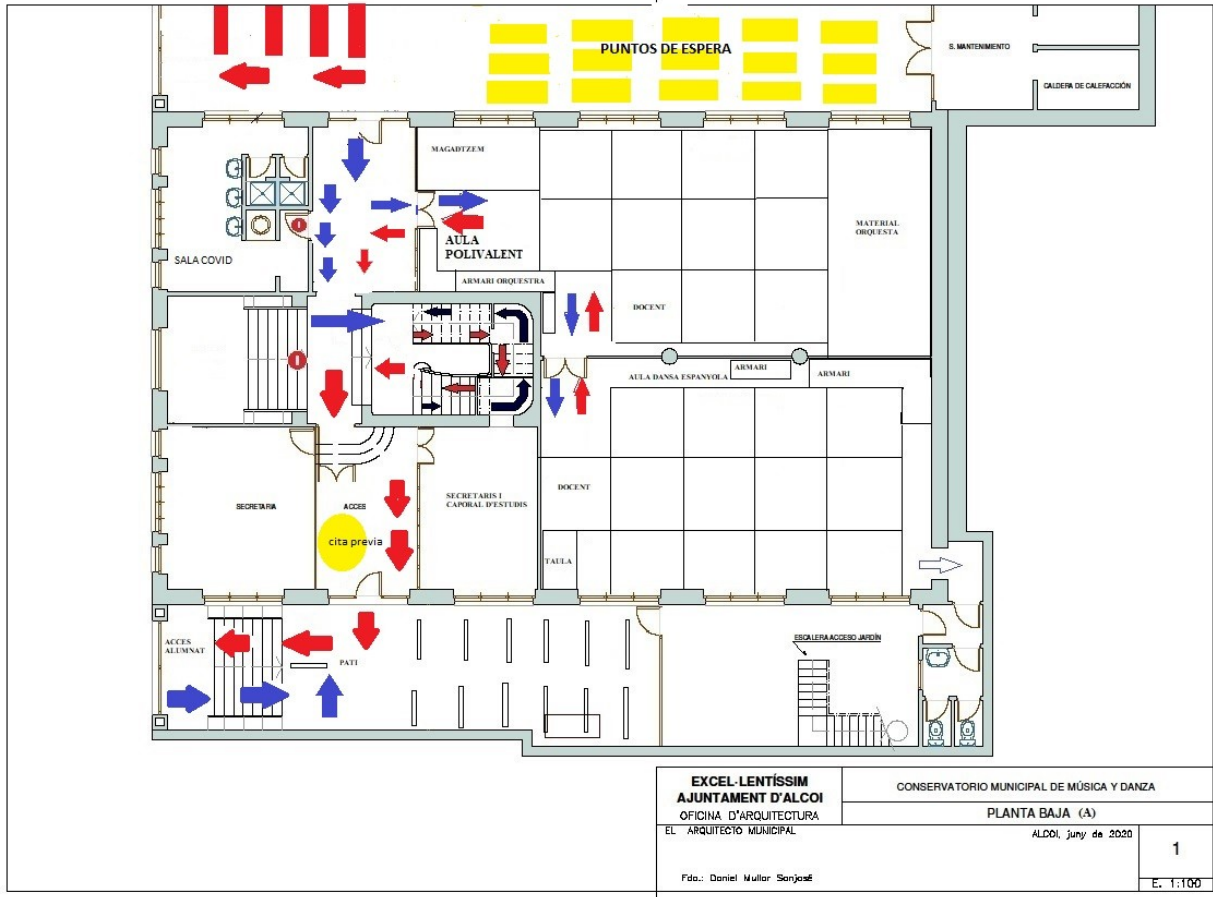 PUNTOS DE ESPERA
S. MANTENIMIENTO
CALDERA DE CALEFACCIÓN
MAGADTZEM
MATERIAL
ORQUESTA
AULA
POLIVALENT
SALA COVID
ARMARI ORQUESTRA
DOCENT
AULA DANSA ESPANYOLA
ARMARI
ARMARI
SECRETARIA
ACCES
SECRETARIS I
CAPORAL D'ESTUDIS
DOCENT
cita previa
TAULA
ACCES
ALUMNAT
PATI
ESCALERA ACCESO JARDÍN
EXCEL·LENTÍSSIM
AJUNTAMENT D'ALCOI
OFICINA D'ARQUITECTURA
CONSERVATORIO MUNICIPAL DE MÚSICA Y DANZA
PLANTA BAJA (A)
EL ARQUITECTO MUNICIPAL
ALCOI, juny de 2020
1
Fdo.: Daniel Mullor Sanjosé
E. 1:100